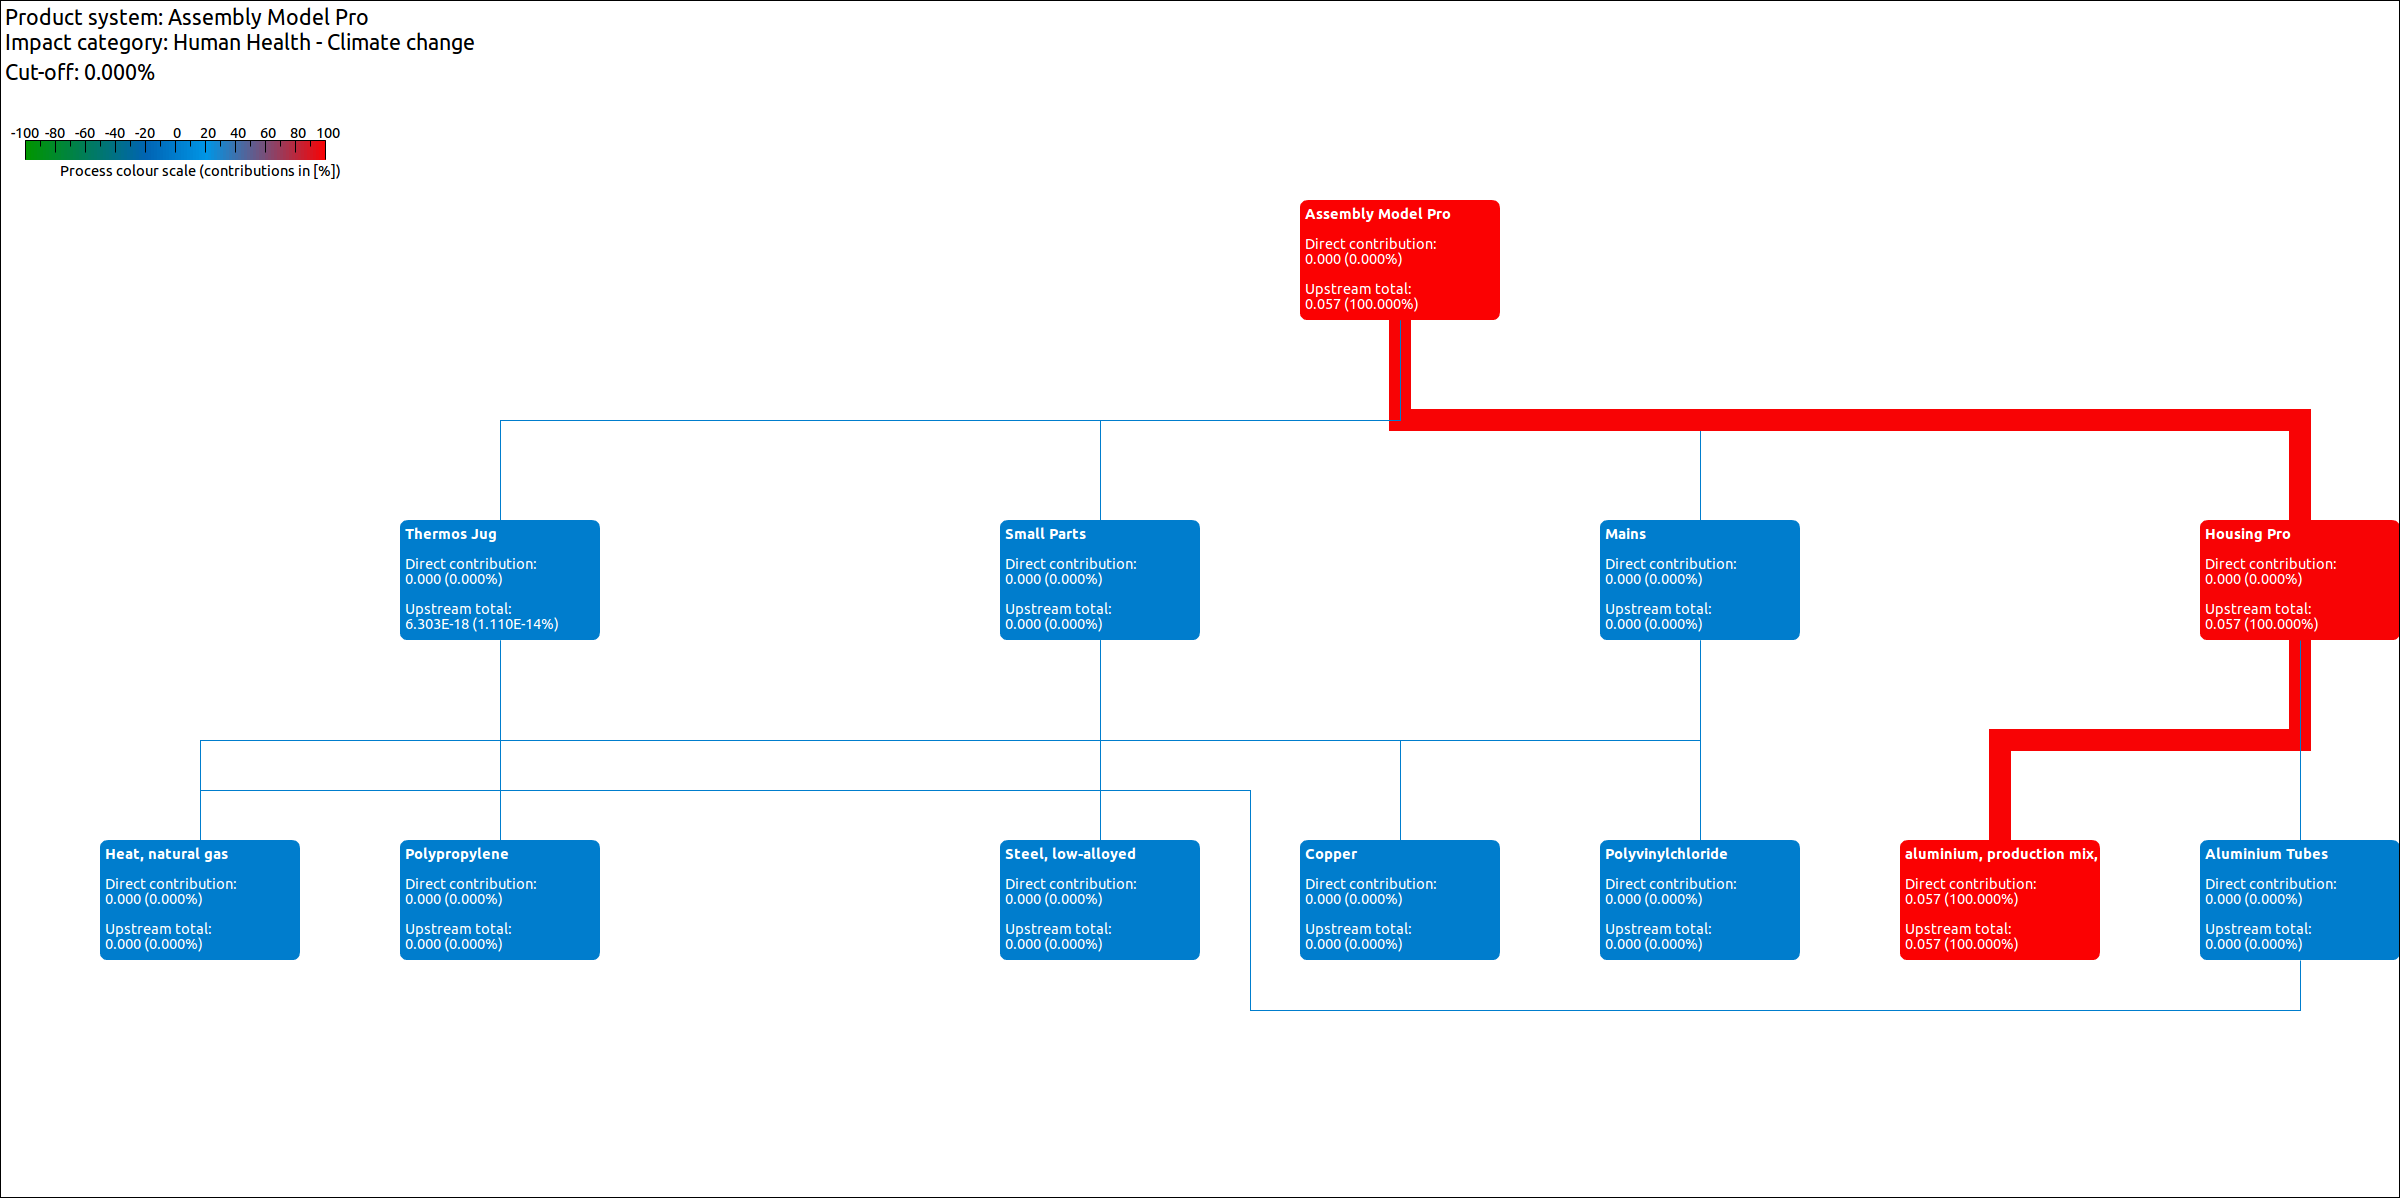 Product system: Assembly Model Pro
Impact category: Human Health - Climate change
Cut-off: 0.000%
-100 -80 -60 -40 -20 0 20 40 60 80 100
Process colour scale (contributions in [%])
Assembly Model Pro
Direct contribution:
0.000 (0.000%)
Upstream total:
0.057 (100.000%)
Thermos Jug
Direct contribution:
0.000 (0.000%)
Upstream total:
6.303E-18 (1.110E-14%)
Small Parts
Direct contribution:
0.000 (0.000%)
Upstream total:
0.000 (0.000%)
Mains
Direct contribution:
0.000 (0.000%)
Upstream total:
0.000 (0.000%)
Housing Pro
Direct contribution:
0.000 (0.000%)
Upstream total:
0.057 (100.000%)
Heat, natural gas
Direct contribution:
0.000 (0.000%)
Upstream total:
0.000 (0.000%)
Polypropylene
Direct contribution:
0.000 (0.000%)
Upstream total:
0.000 (0.000%)
Steel, low-alloyed
Direct contribution:
0.000 (0.000%)
Upstream total:
0.000 (0.000%)
Copper
Direct contribution:
0.000 (0.000%)
Upstream total:
0.000 (0.000%)
Polyvinylchloride
Direct contribution:
0.000 (0.000%)
Upstream total:
0.000 (0.000%)
aluminium, production mix,
Direct contribution:
0.057 (100.000%)
Upstream total:
0.057 (100.000%)
Aluminium Tubes
Direct contribution:
0.000 (0.000%)
Upstream total:
0.000 (0.000%)